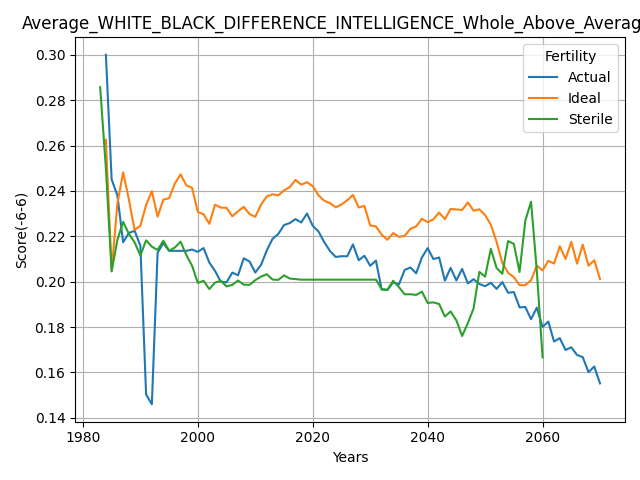 Average_WHITE_BLACK_DIFFERENCE_INTELLIGENCE_Whole_Above_Averag
Fertility
Actual
Ideal
Sterile
Score(-6-6)
0.30
0.28
0.26
0.24
0.22
0.20
0.18
0.16
0.14
1980
2000
2020
2040
2060
Years